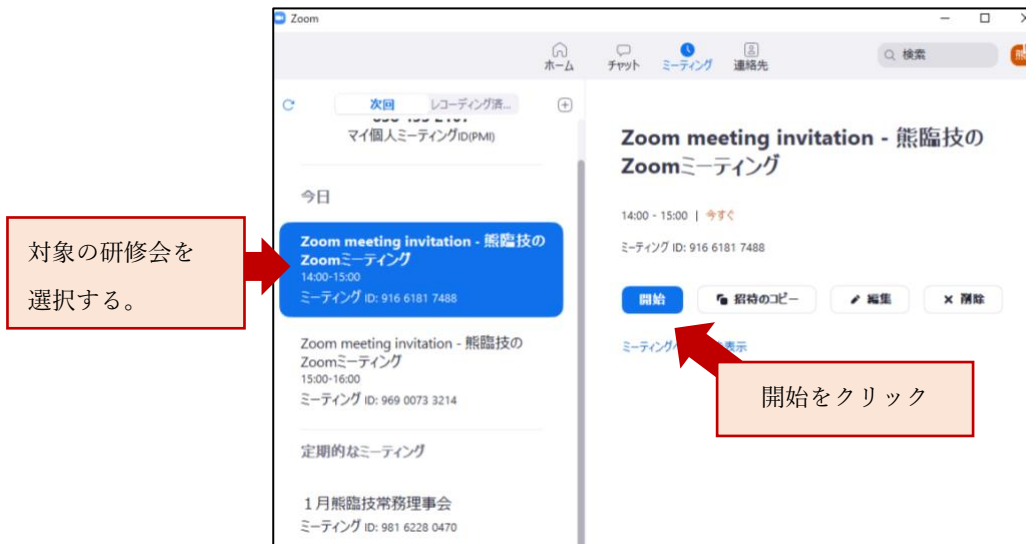 Zoom
ホーム
チャット
ミーティング
連絡先
検索
次回
レコーディング済...
マイ個人ミーティングID(PMI)
今日
Zoom meeting invitation - 熊臨技の
Zoomミーティング
14:00-15:00
ミーティング ID: 916 6181 7488
Zoom meeting invitation - 熊臨技の
Zoomミーティング
15:00-16:00
ミーティング ID: 969 0073 3214
定期的なミーティング
1月熊臨技常務理事会
ミーティング ID: 981 6228 0470
Zoom meeting invitation - 熊臨技の
Zoomミーティング
14:00 - 15:00 | 今すぐ
ミーティング ID: 916 6181 7488
開始
招待のコピー
編集
削除
ミーティング
表示
対象の研修会を
選択する。
開始をクリック